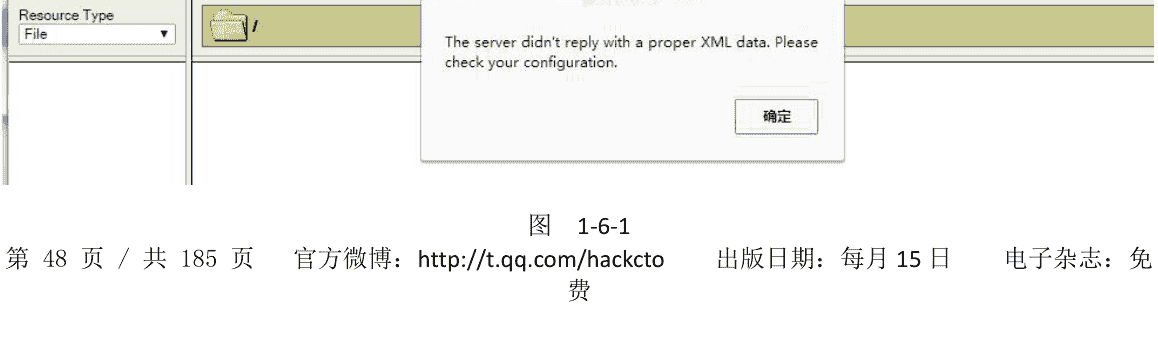 Resource Type
File
/
The server didn't reply with a proper XML data. Please
check your configuration.
确定
图 1-6-1
第 48 页 / 共 185 页 官方微博：http://t.qq.com/hackcto 出版日期：每月 15 日 电子杂志：免
费